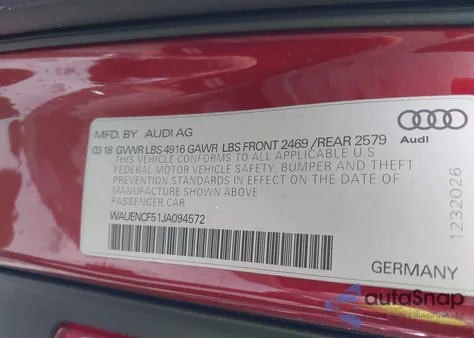 MFD. BY AUDI AG
03 18 GVWR LBS 4916 GAWR LBS FRONT 2469 /REAR 2579
THIS VEHICLE CONFORMS TO ALL APPLICABLE U S
FEDERAL MOTOR VEHICLE SAFETY, BUMPER AND THEFT
PREVENTION STANDARDS IN EFFECT ON THE DATE OF
MANUFACTURE SHOWN ABOVE
PASSENGER CAR
WAUENCF51JA094572
Audi
1232026
GERMANY
autoSnap